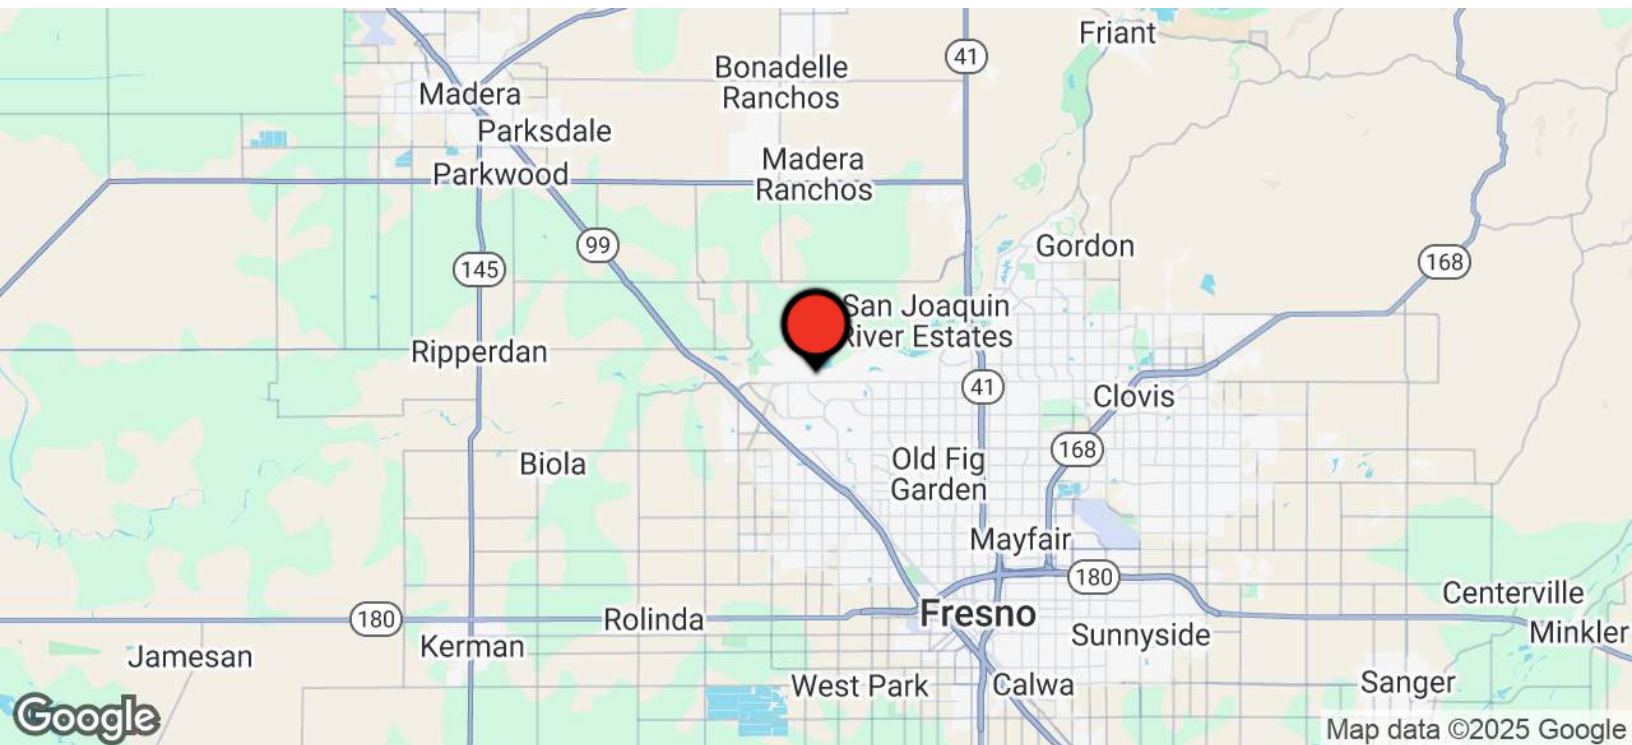 Friant
41
Bonadelle
Ranchos
Madera
Parksdale
Madera
Ranchos
Parkwood
Gordon
99
168
145
San Joaquin
River Estates
Ripperdan
41
Clovis
168
Old Fig
Garden
Biola
Mayfair
180
Centerville
Fresno
180
Rolinda
Sunnyside
Minkler
Kerman
Jamesan
West Park
Calwa
Sanger
Google
Map data ©2025 Google